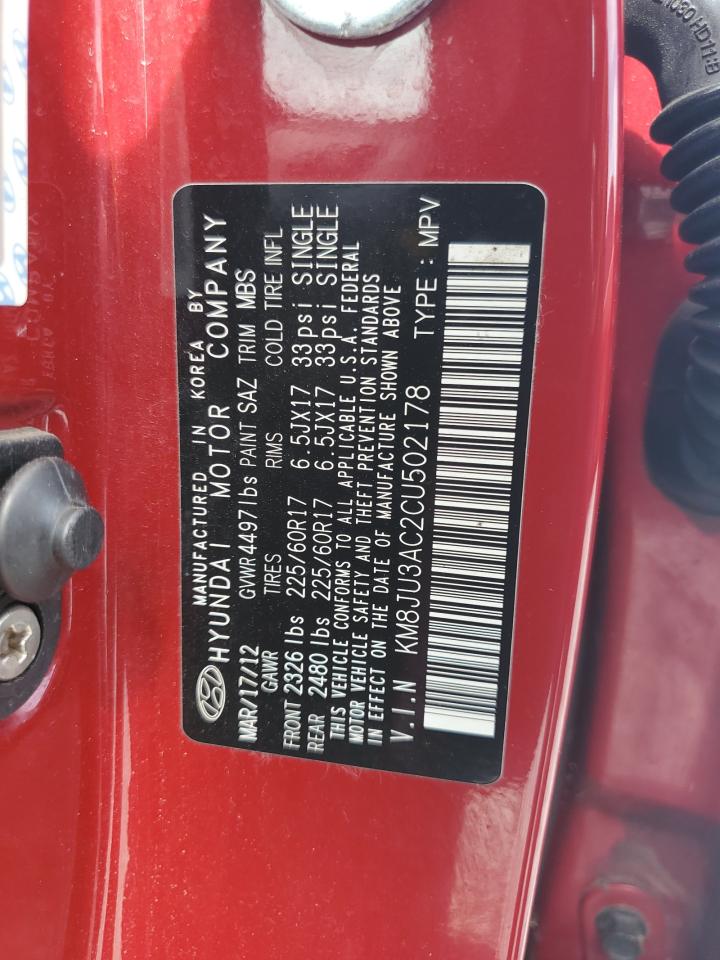 MANUFACTURED IN KOREA BY
HYUNDAI MOTOR COMPANY
MAR/17/12 GVWR 4497lbs PAINT SAZ TRIM MBS
GAWR TIRES RIMS COLD TIRE INFL
FRONT 2326 lbs 225/60R17 6.5JX17 33psi SINGLE
REAR 2480 lbs 225/60R17 6.5JX17 33psi SINGLE
THIS VEHICLE CONFORMS TO ALL APPLICABLE U.S.A. FEDERAL
MOTOR VEHICLE SAFETY AND THEFT PREVENTION STANDARDS
IN EFFECT ON THE DATE OF MANUFACTURE SHOWN ABOVE
V.I.N KM8JU3AC2CU502178 TYPE : MPV
1030 HD11:B